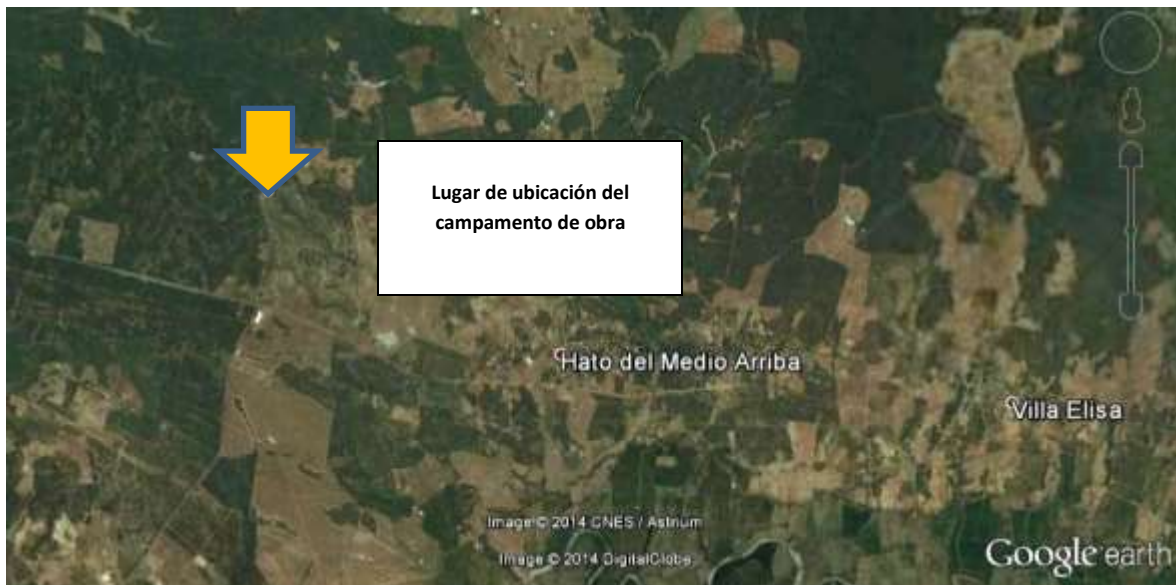 Lugar de ubicación del
campamento de obra
Hato del Medio Arriba
Villa Elisa
Image © 2014 CNES / Astrium
Image © 2014 DigitalGlobe
Google earth